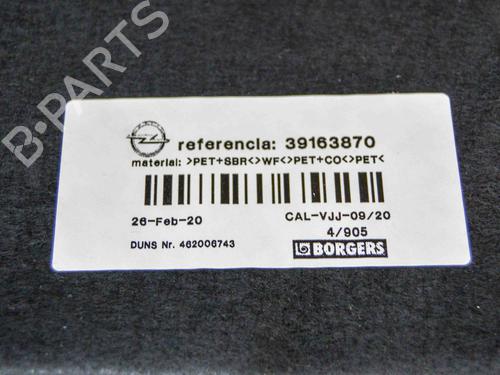 B-PARTS
referencia: 39163870
material: >PET+SBR<>WF<>PET+CO<>PET<
26-Feb-20
CAL-VJJ-09/20
4/905
DUNS Nr. 462006743
BORGERS